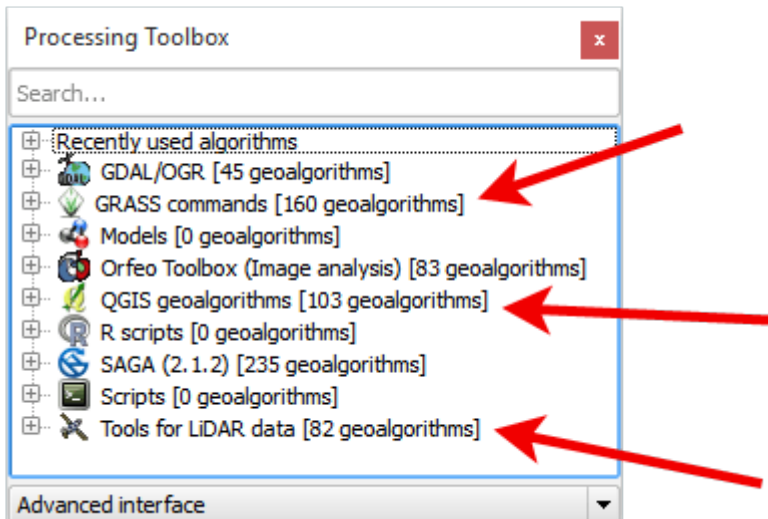 Processing Toolbox
x
Search...
Recently used algorithms
GDAL/OGR [45 geoalgorithms]
GRASS commands [160 geoalgorithms]
Models [0 geoalgorithms]
Orfeo Toolbox (Image analysis) [83 geoalgorithms]
QGIS geoalgorithms [103 geoalgorithms]
R scripts [0 geoalgorithms]
SAGA (2.1.2) [235 geoalgorithms]
Scripts [0 geoalgorithms]
Tools for LiDAR data [82 geoalgorithms]
Advanced interface